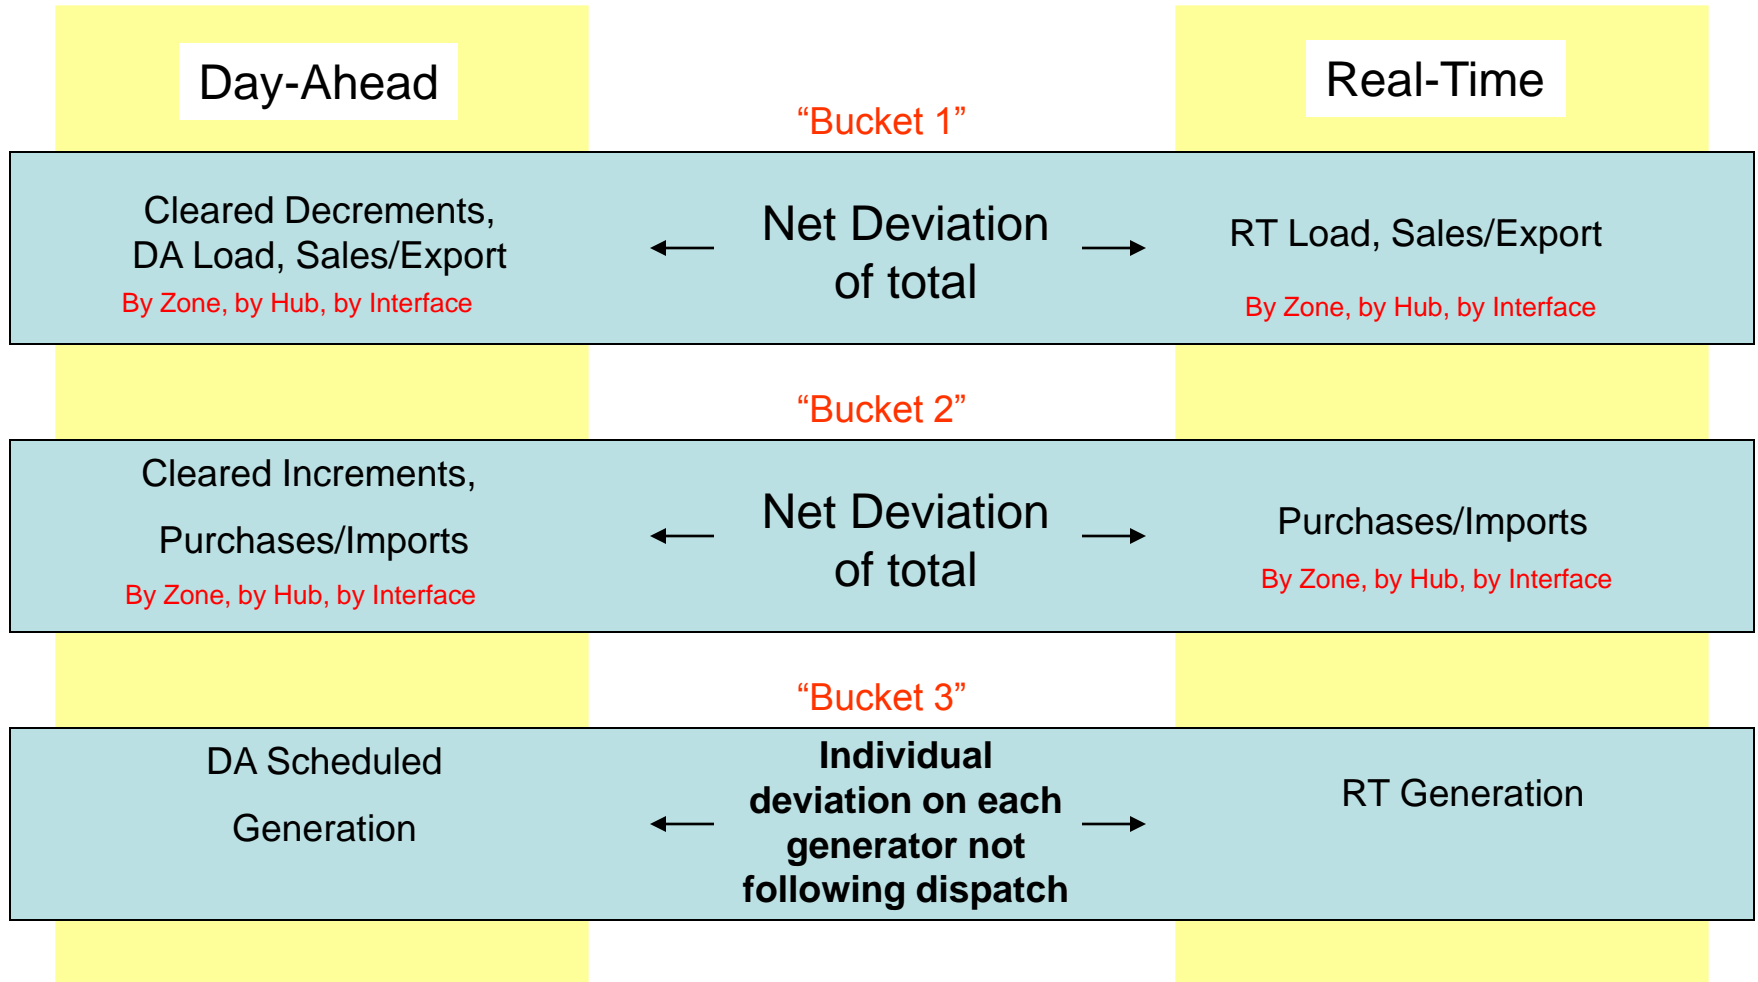 Day-Ahead
Real-Time
“Bucket 1”
Cleared Decrements,
DA Load, Sales/Export
By Zone, by Hub, by Interface
Net Deviation
of total
RT Load, Sales/Export
By Zone, by Hub, by Interface
“Bucket 2”
Cleared Increments,
Purchases/Imports
By Zone, by Hub, by Interface
Net Deviation
of total
Purchases/Imports
By Zone, by Hub, by Interface
“Bucket 3”
DA Scheduled
Generation
Individual
deviation on each
generator not
following dispatch
RT Generation